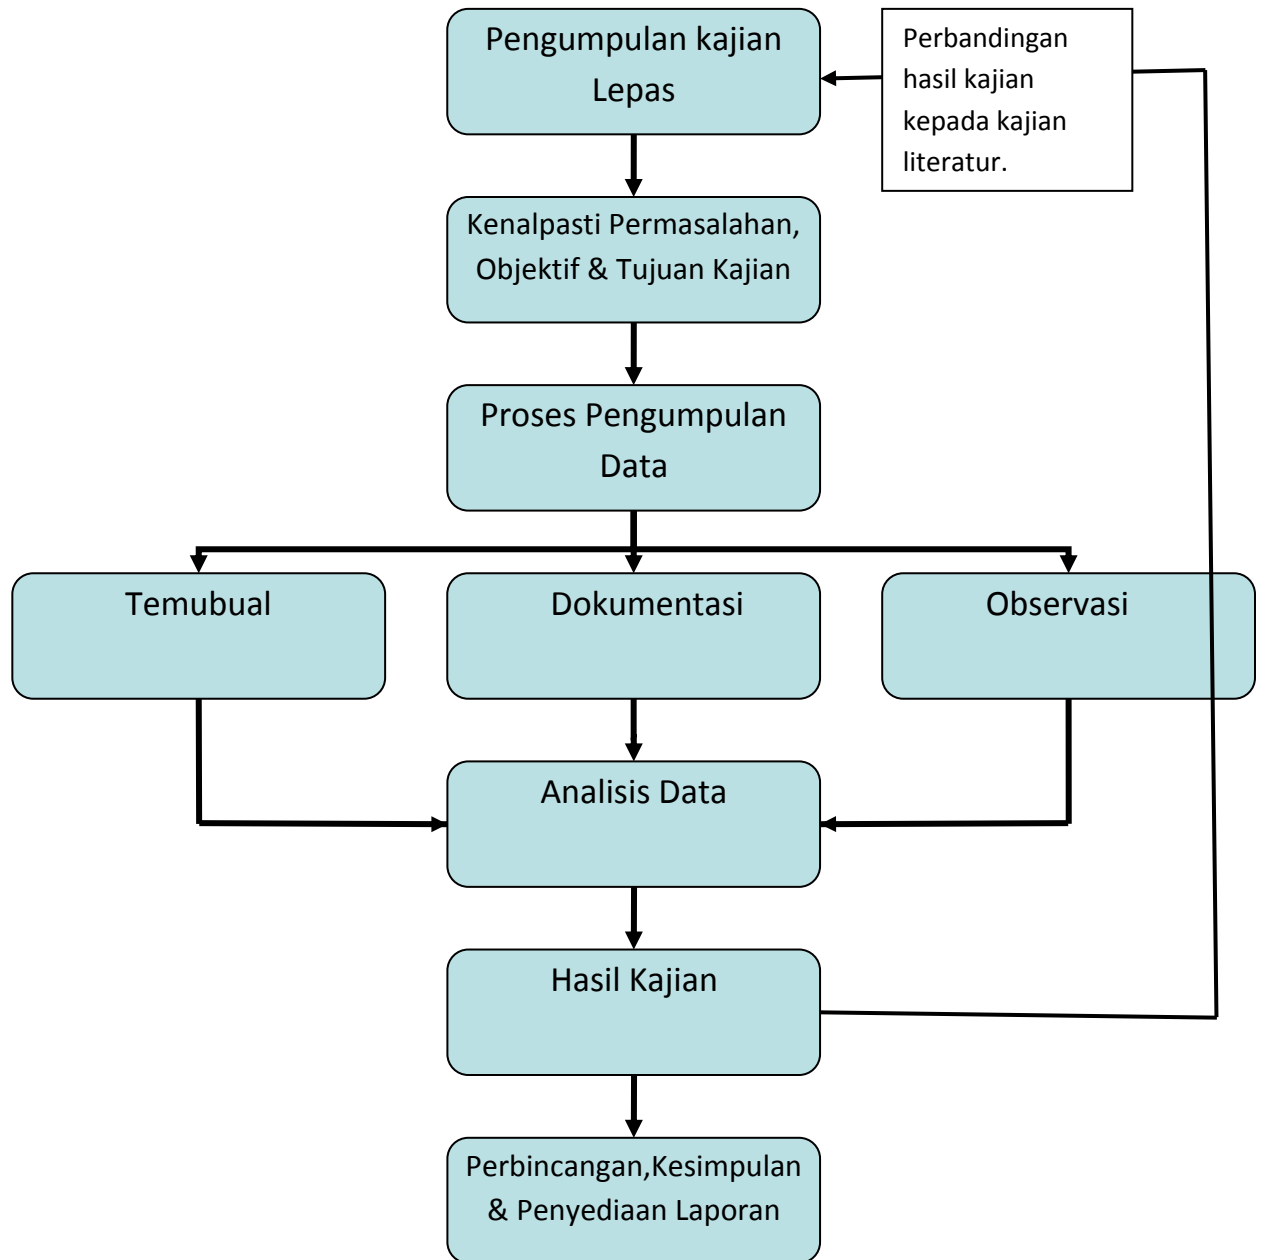 Pengumpulan kajian
Lepas
Perbandingan
hasil kajian
kepada kajian
literatur.
Kenalpasti Permasalahan,
Objektif & Tujuan Kajian
Proses Pengumpulan
Data
Temubual
Dokumentasi
Observasi
Analisis Data
Hasil Kajian
Perbincangan,Kesimpulan
& Penyediaan Laporan